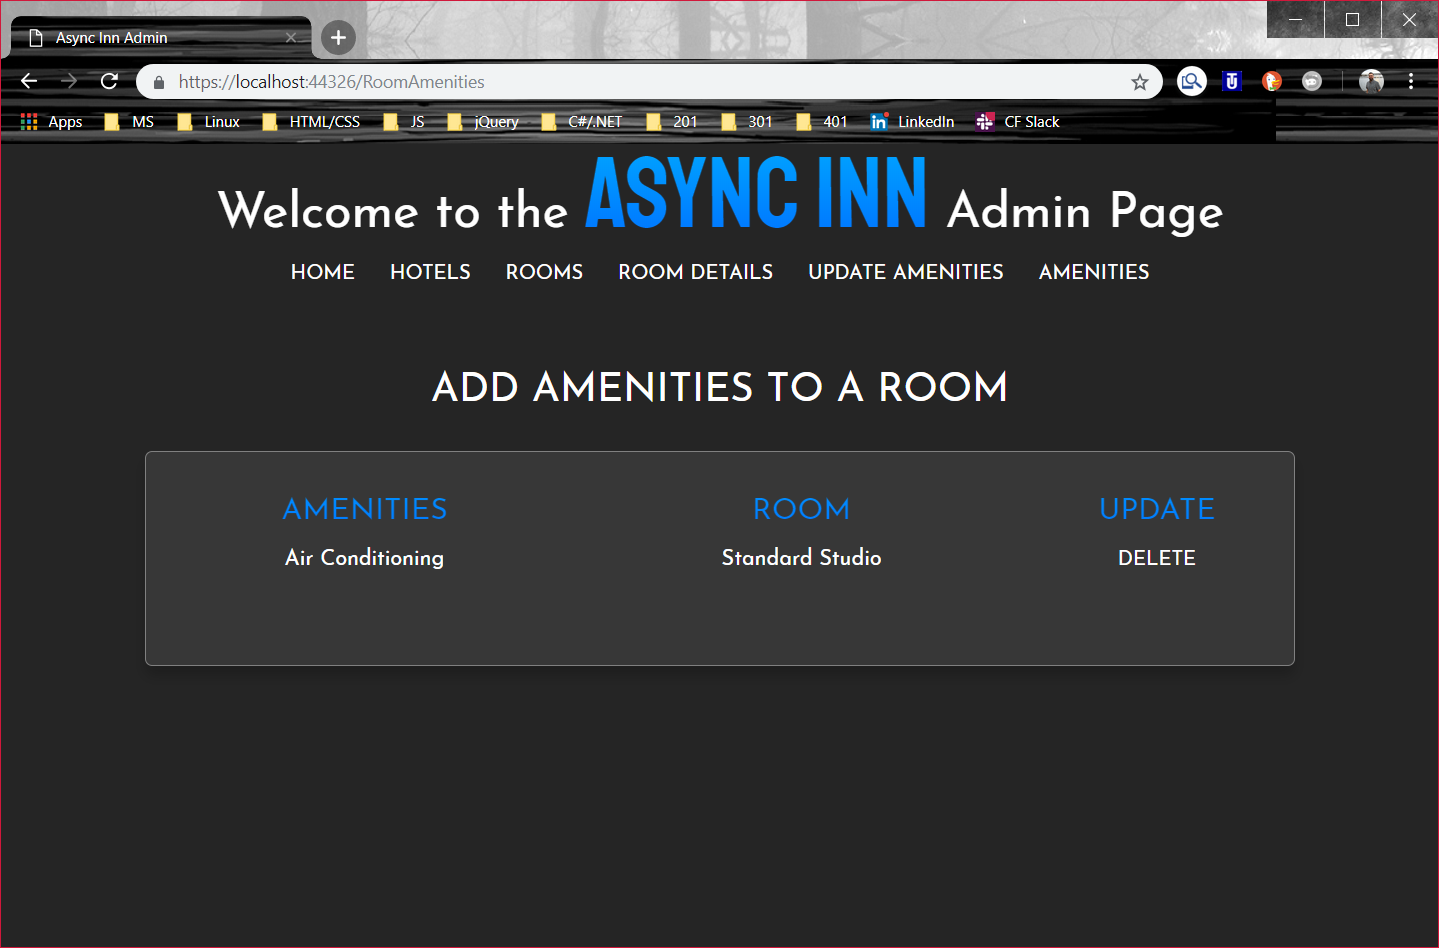 Async Inn Admin
https://localhost:44326/RoomAmenities
Apps MS Linux HTML/CSS JS jQuery C#/.NET 201 301 401 LinkedIn CF Slack
Welcome to the ASYNC INN Admin Page
HOME HOTELS ROOMS ROOM DETAILS UPDATE AMENITIES AMENITIES
ADD AMENITIES TO A ROOM
AMENITIES ROOM UPDATE
Air Conditioning Standard Studio DELETE